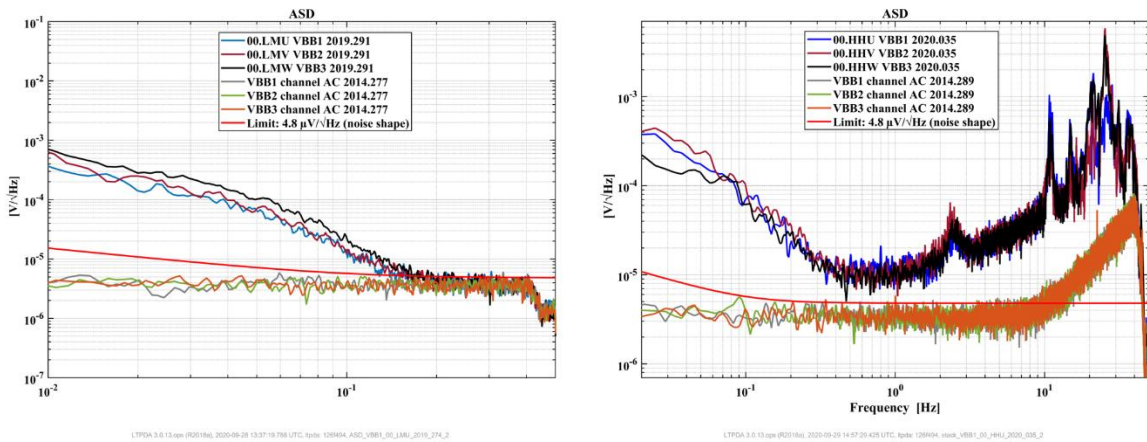 ASD
00.LMU VBB1 2019.291
00.LMV VBB2 2019.291
00.LMW VBB3 2019.291
VBB1 channel AC 2014.277
VBB2 channel AC 2014.277
VBB3 channel AC 2014.277
Limit: 4.8 μV/√Hz (noise shape)
[V/√Hz]
10⁻¹
10⁻²
10⁻³
10⁻⁴
10⁻⁵
10⁻⁶
10⁻⁷
10⁻²
10⁻¹
ASD
00.HHU VBB1 2020.035
00.HHV VBB2 2020.035
00.HHW VBB3 2020.035
VBB1 channel AC 2014.289
VBB2 channel AC 2014.289
VBB3 channel AC 2014.289
Limit: 4.8 μV/√Hz (noise shape)
[V/√Hz]
10⁻³
10⁻⁴
10⁻⁵
10⁻⁶
10⁻¹
10⁰
10¹
Frequency [Hz]